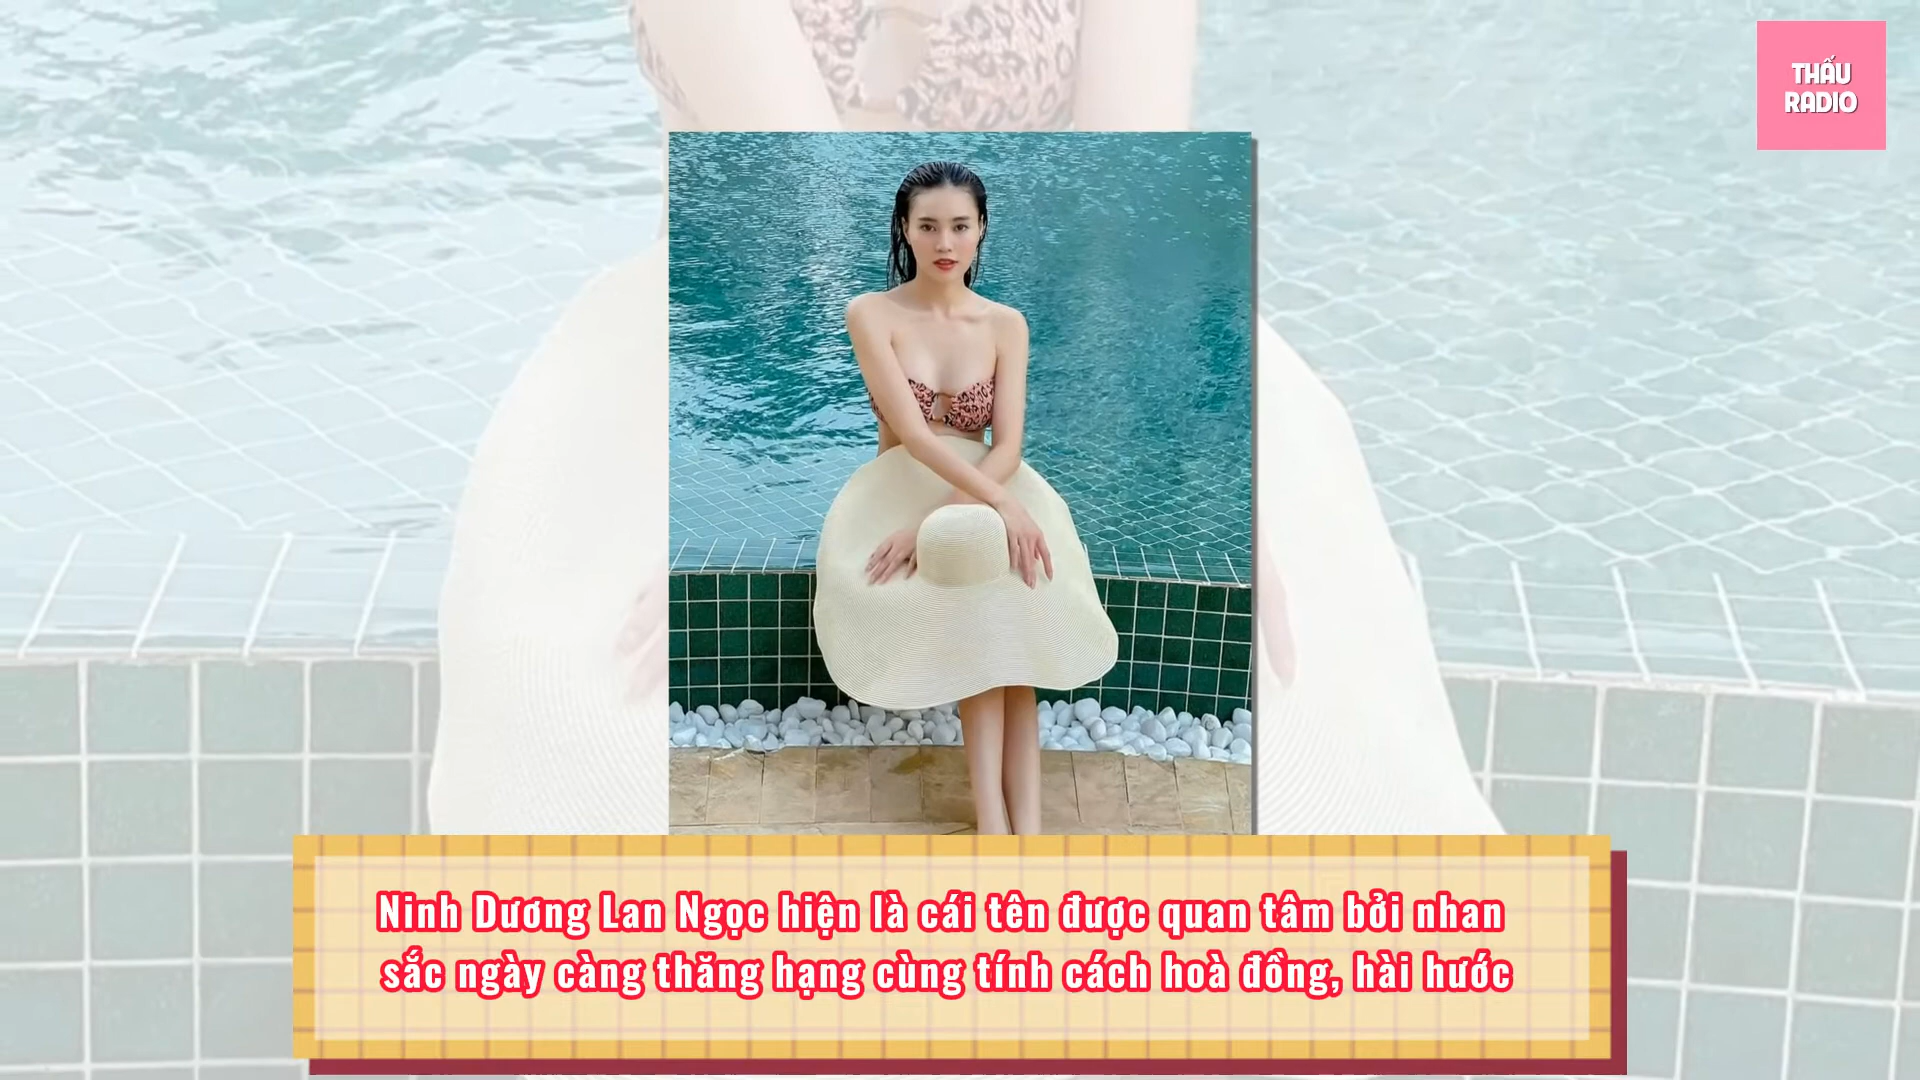 THẤU
RADIO
Ninh Dương Lan Ngọc hiện là cái tên được quan tâm bởi nhan
sắc ngày càng thăng hạng cùng tính cách hoà đồng, hài hước